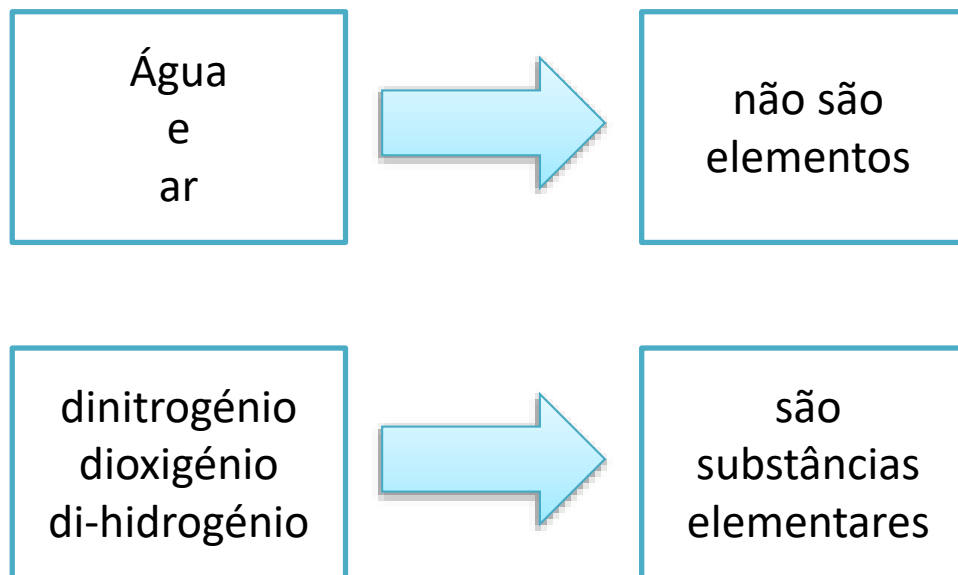 Água
e
ar
não são
elementos
dinitrogénio
dioxigénio
di-hidrogénio
são
substâncias
elementares